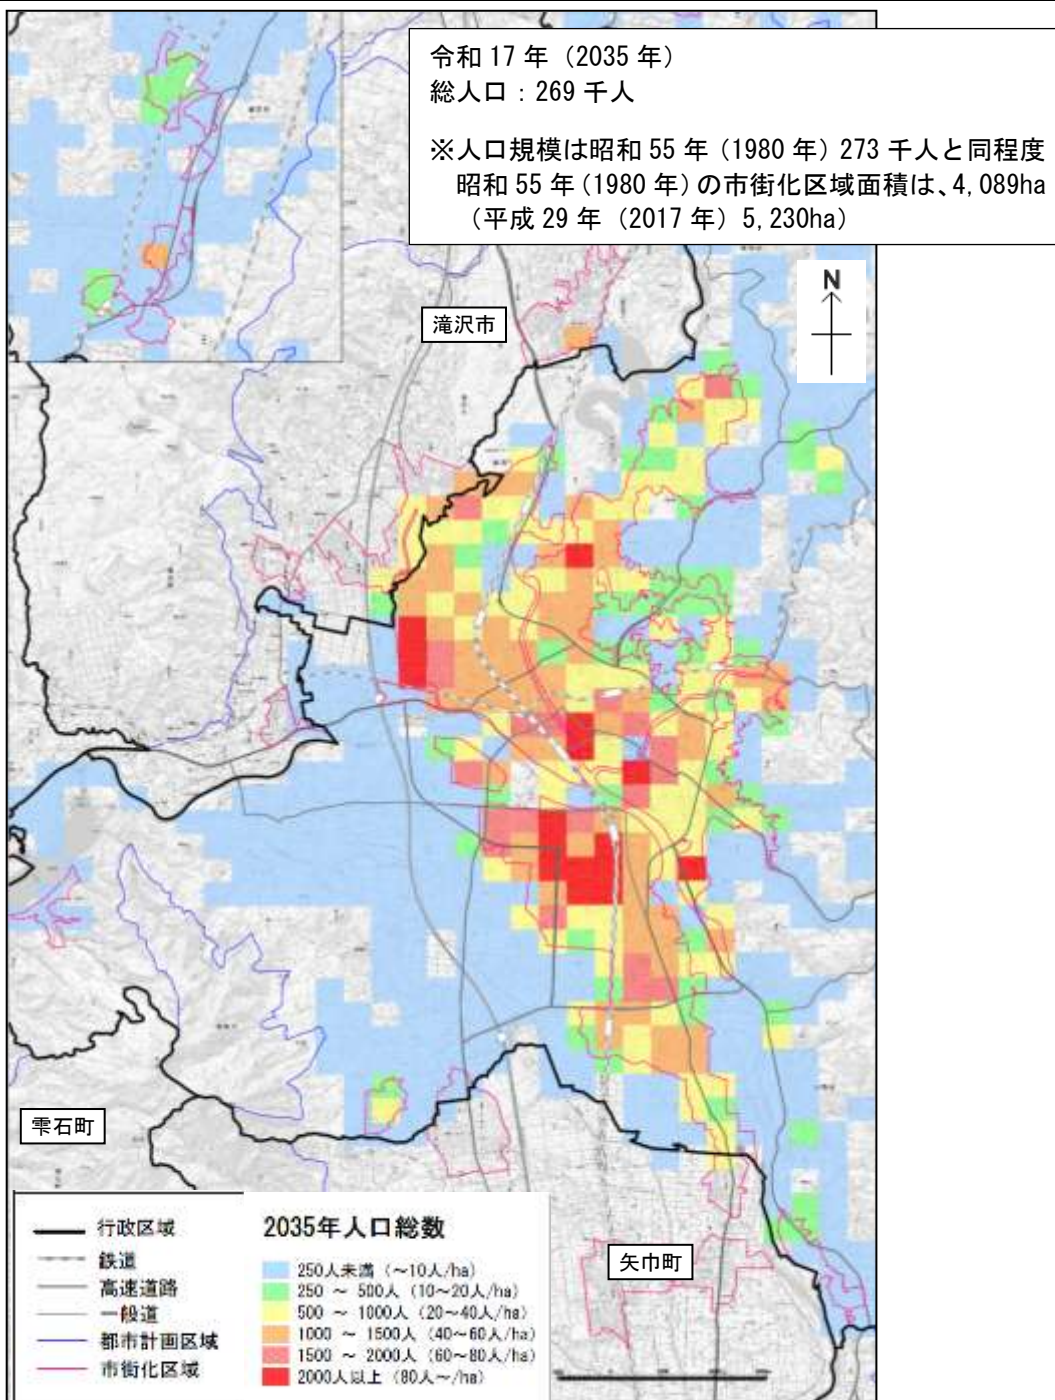 令和 17 年（2035 年）
総人口：269 千人
※人口規模は昭和 55 年（1980 年）273 千人と同程度
昭和 55 年（1980 年）の市街化区域面積は、4,089ha
（平成 29 年（2017 年）5,230ha）
N
滝沢市
雫石町
矢巾町
行政区域
鉄道
高速道路
一般道
都市計画区域
市街化区域
2035年人口総数
250人未満（～10人/ha）
250 ～ 500人（10～20人/ha）
500 ～ 1000人（20～40人/ha）
1000 ～ 1500人（40～60人/ha）
1500 ～ 2000人（60～80人/ha）
2000人以上（80人～/ha）